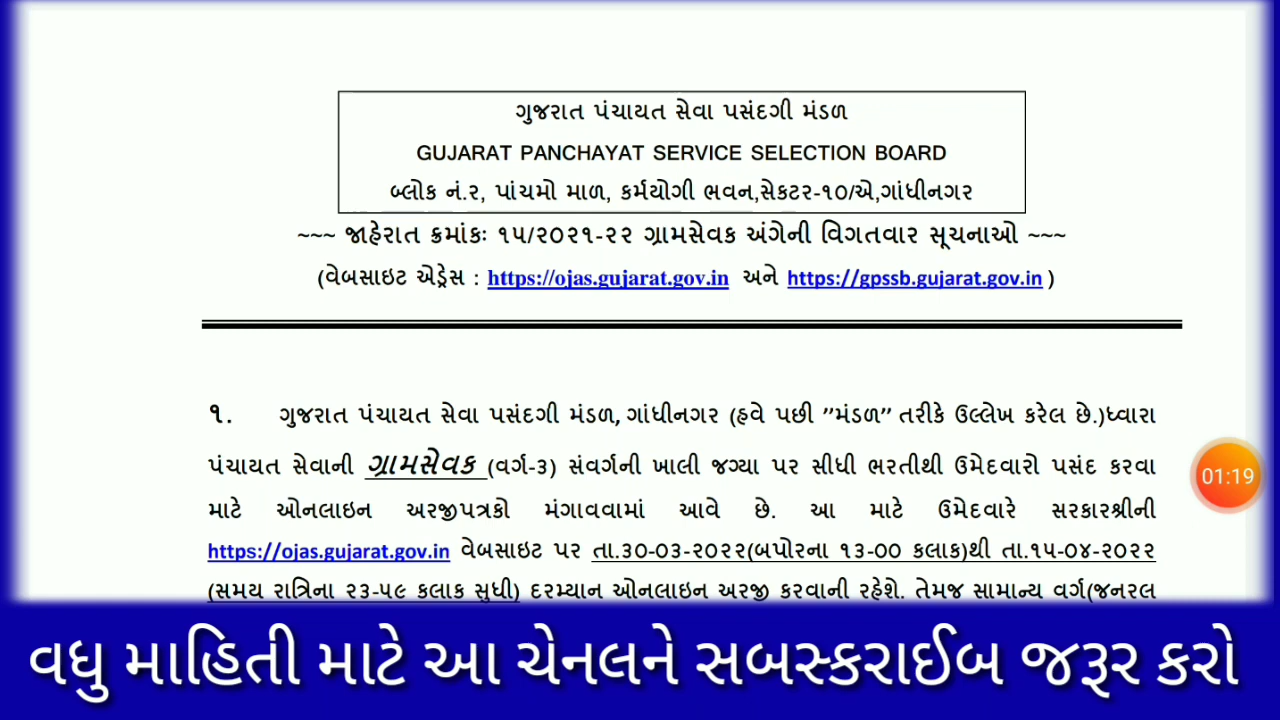 ગુજરાત પંચાયત સેવા પસંદગી મંડળ
GUJARAT PANCHAYAT SERVICE SELECTION BOARD
બ્લોક નં.ર, પાંચમો માળ, કર્મયોગી ભવન,સેકટર-૧૦/એ,ગાંધીનગર
~~~ જાહેરાત ક્રમાંકઃ ૧૫/૨૦૨૧-૨૨ ગ્રામસેવક અંગેની વિગતવાર સૂચનાઓ ~~~
(વેબસાઇટ એડ્રેસ : https://ojas.gujarat.gov.in અને https://gpssb.gujarat.gov.in )
૧. ગુજરાત પંચાયત સેવા પસંદગી મંડળ, ગાંધીનગર (હવે પછી ”મંડળ” તરીકે ઉલ્લેખ કરેલ છે.)ધ્વારા
પંચાયત સેવાની ગ્રામસેવક (વર્ગ-૩) સંવર્ગની ખાલી જગ્યા પર સીધી ભરતીથી ઉમેદવારો પસંદ કરવા
માટે ઓનલાઇન અરજીપત્રકો મંગાવવામાં આવે છે. આ માટે ઉમેદવારે સરકારશ્રીની
https://ojas.gujarat.gov.in વેબસાઇટ પર તા.૩૦-૦૩-૨૦૨૨(બપોરના ૧૩-૦૦ કલાક)થી તા.૧૫-૦૪-૨૦૨૨
(સમય રાત્રિના ૨૩-૫૯ કલાક સુધી) દરમ્યાન ઓનલાઇન અરજી કરવાની રહેશે. તેમજ સામાન્ય વર્ગ(જનરલ
01:19
વધુ માહિતી માટે આ ચેનલને સબસ્કરાઈબ જરૂર કરો